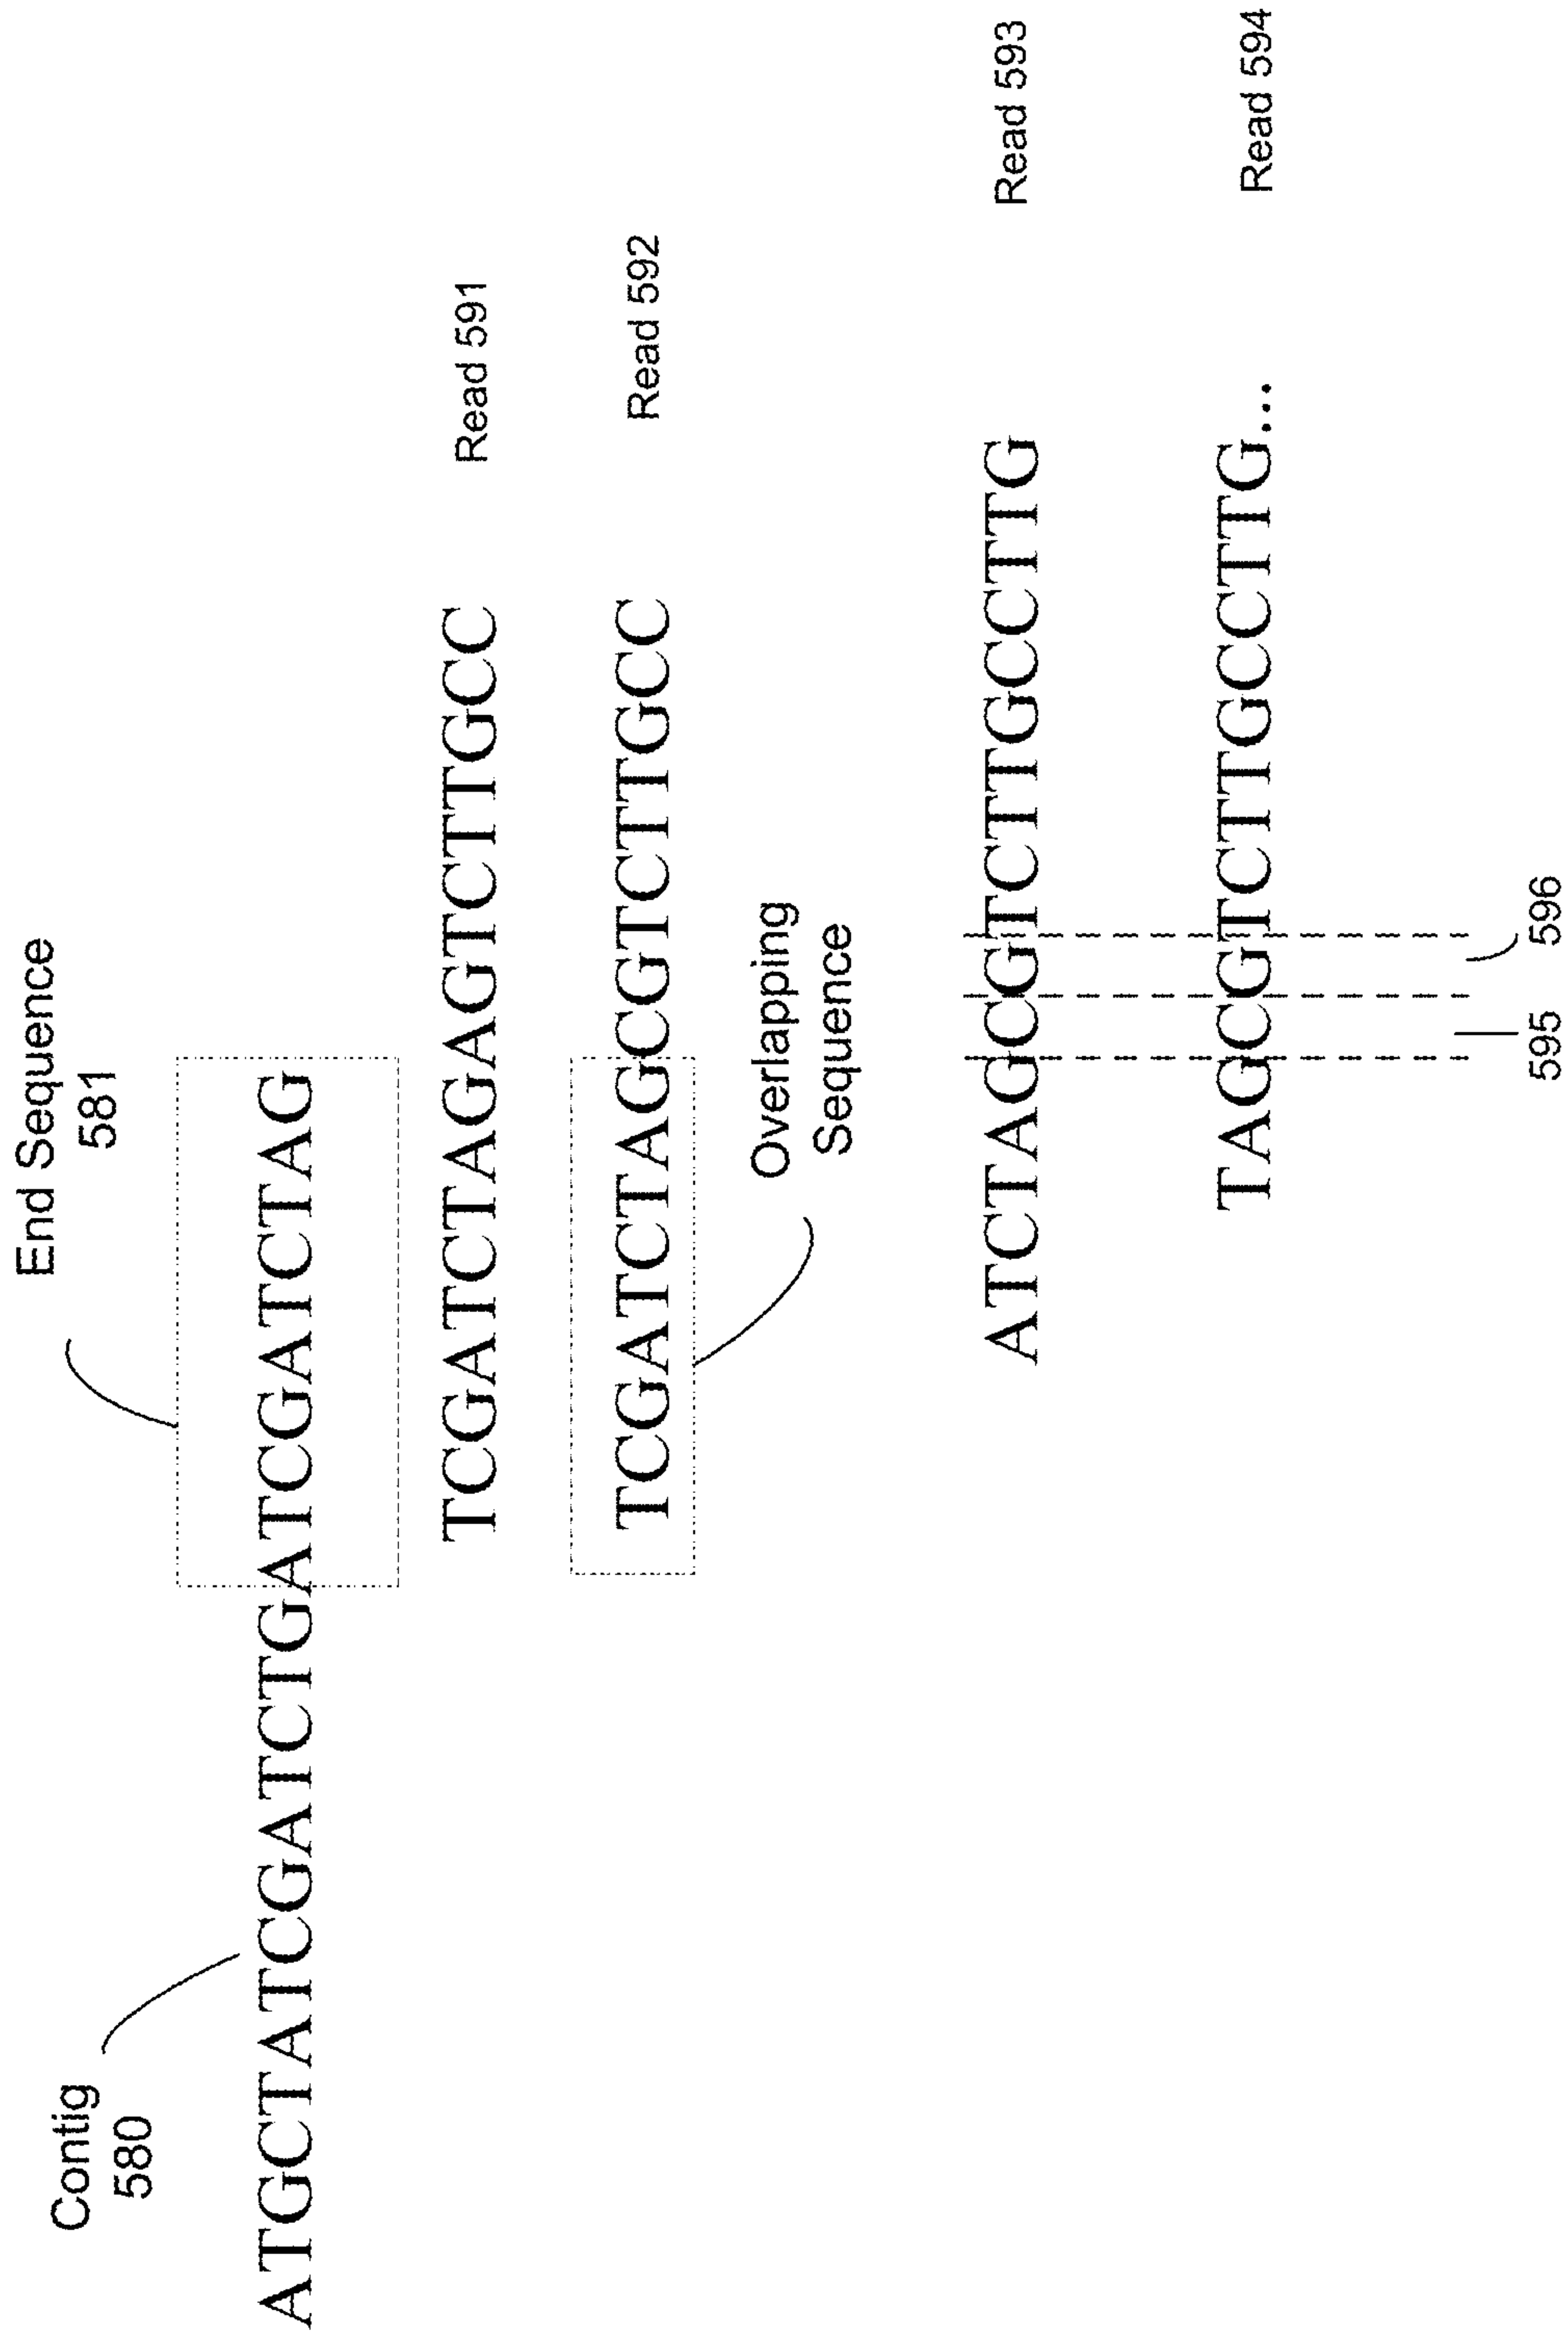 Contig
580
End Sequence
581
ATGCTATCGATCTGATCGATCTAG
TCGATCTAGAGTCTTGCC
Read 591
TCGATCTAGCGTCTTGCC
Read 592
Overlapping
Sequence
ATCTAGCGTCTTGCCTTG
Read 593
TAGCGTCTTGCCTTG...
Read 594
595
596